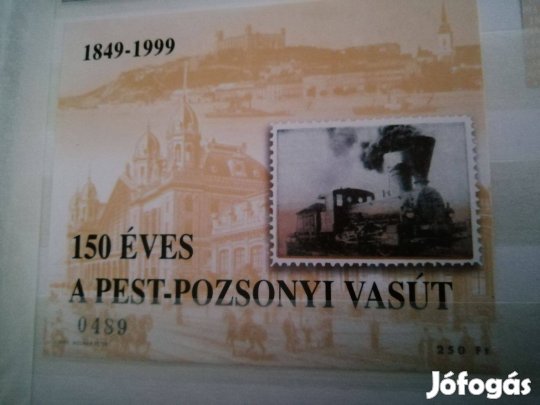 1849-1999
150 ÉVES
A PEST-POZSONYI VASÚT
0489
250 Ft
Jófogás